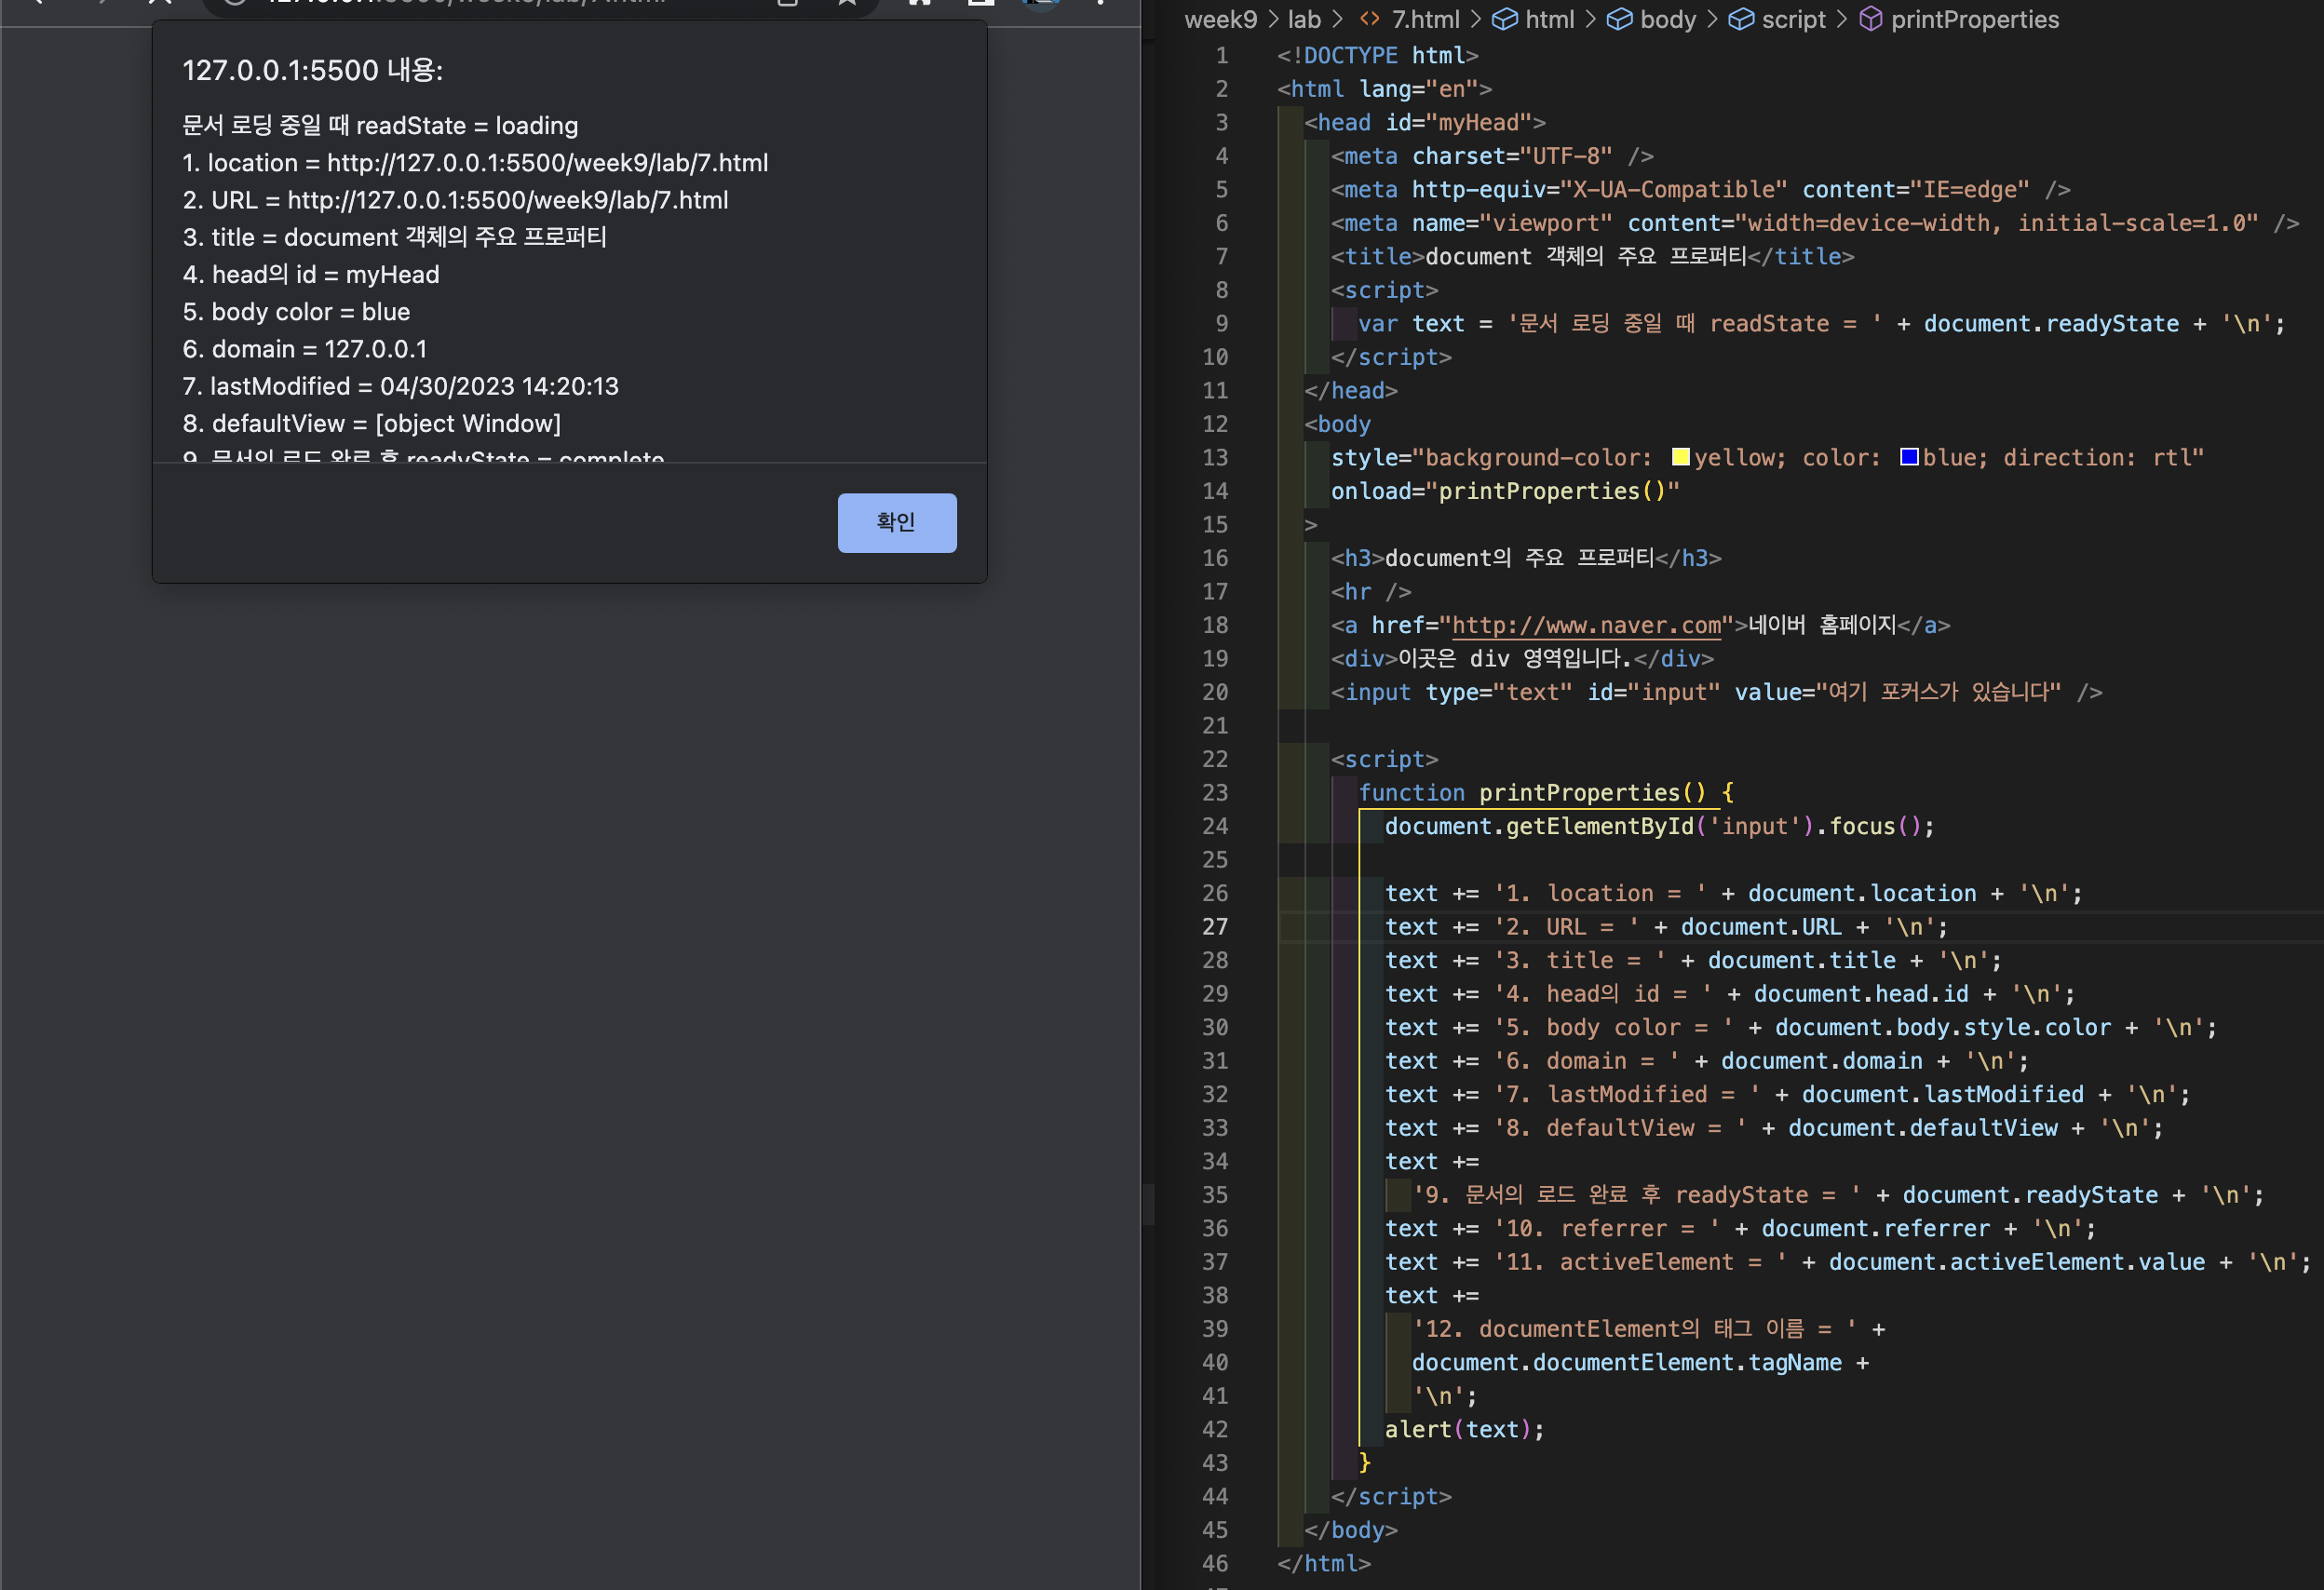 127.0.0.1:5500 내용:
문서 로딩 중일 때 readState = loading
1. location = http://127.0.0.1:5500/week9/lab/7.html
2. URL = http://127.0.0.1:5500/week9/lab/7.html
3. title = document 객체의 주요 프로퍼티
4. head의 id = myHead
5. body color = blue
6. domain = 127.0.0.1
7. lastModified = 04/30/2023 14:20:13
8. defaultView = [object Window]
9. 문서의 로드 완료 후 readyState = complete
확인
week9 > lab > <> 7.html > html > body > script > printProperties
1 <!DOCTYPE html>
2 <html lang="en">
3 <head id="myHead">
4 <meta charset="UTF-8" />
5 <meta http-equiv="X-UA-Compatible" content="IE=edge" />
6 <meta name="viewport" content="width=device-width, initial-scale=1.0" />
7 <title>document 객체의 주요 프로퍼티</title>
8 <script>
9 var text = '문서 로딩 중일 때 readState = ' + document.readyState + '\n';
10 </script>
11 </head>
12 <body
13 style="background-color: yellow; color: blue; direction: rtl"
14 onload="printProperties()"
15 >
16 <h3>document의 주요 프로퍼티</h3>
17 <hr />
18 <a href="http://www.naver.com">네이버 홈페이지</a>
19 <div>이곳은 div 영역입니다.</div>
20 <input type="text" id="input" value="여기 포커스가 있습니다" />
21
22 <script>
23 function printProperties() {
24 document.getElementById('input').focus();
25
26 text += '1. location = ' + document.location + '\n';
27 text += '2. URL = ' + document.URL + '\n';
28 text += '3. title = ' + document.title + '\n';
29 text += '4. head의 id = ' + document.head.id + '\n';
30 text += '5. body color = ' + document.body.style.color + '\n';
31 text += '6. domain = ' + document.domain + '\n';
32 text += '7. lastModified = ' + document.lastModified + '\n';
33 text += '8. defaultView = ' + document.defaultView + '\n';
34 text +=
35 '9. 문서의 로드 완료 후 readyState = ' + document.readyState + '\n';
36 text += '10. referrer = ' + document.referrer + '\n';
37 text += '11. activeElement = ' + document.activeElement.value + '\n';
38 text +=
39 '12. documentElement의 태그 이름 = ' +
40 document.documentElement.tagName +
41 '\n';
42 alert(text);
43 }
44 </script>
45 </body>
46 </html>